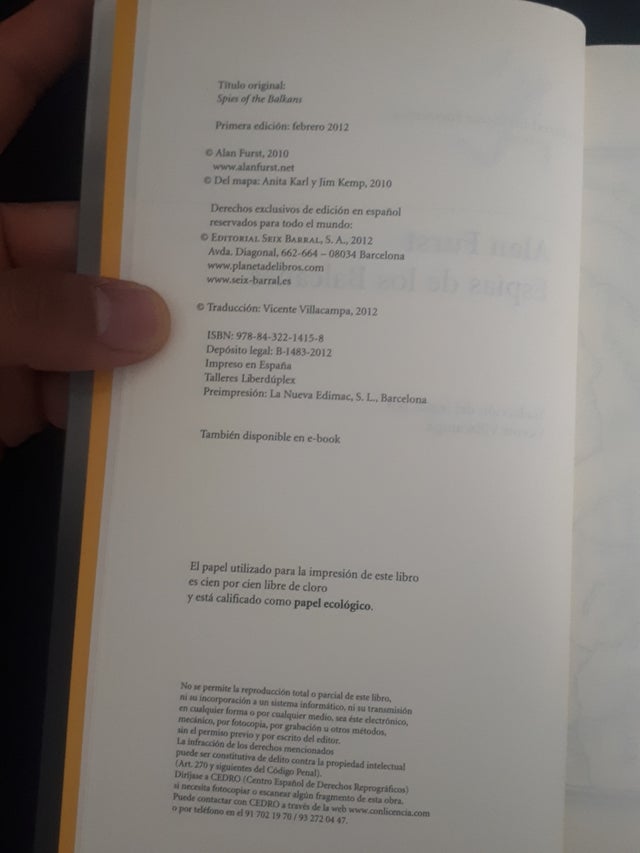 Título original:
Spies of the Balkans
Primera edición: febrero 2012
© Alan Furst, 2010
www.alanfurst.net
© Del mapa: Anita Karl y Jim Kemp, 2010
Derechos exclusivos de edición en español
reservados para todo el mundo:
© EDITORIAL SEIX BARRAL, S. A., 2012
Avda. Diagonal, 662-664 – 08034 Barcelona
www.planetadelibros.com
www.seix-barral.es
© Traducción: Vicente Villacampa, 2012
ISBN: 978-84-322-1415-8
Depósito legal: B-1483-2012
Impreso en España
Talleres Liberdúplex
Preimpresión: La Nueva Edimac, S. L., Barcelona
También disponible en e-book
El papel utilizado para la impresión de este libro
es cien por cien libre de cloro
y está calificado como papel ecológico.
No se permite la reproducción total o parcial de este libro,
ni su incorporación a un sistema informático, ni su transmisión
en cualquier forma o por cualquier medio, sea éste electrónico,
mecánico, por fotocopia, por grabación u otros métodos,
sin el permiso previo y por escrito del editor.
La infracción de los derechos mencionados
puede ser constitutiva de delito contra la propiedad intelectual
(Art. 270 y siguientes del Código Penal).
Diríjase a CEDRO (Centro Español de Derechos Reprográficos)
si necesita fotocopiar o escanear algún fragmento de esta obra.
Puede contactar con CEDRO a través de la web www.conlicencia.com
o por teléfono en el 91 702 19 70 / 93 272 04 47.
Alan Furst
Espías de los Balcanes